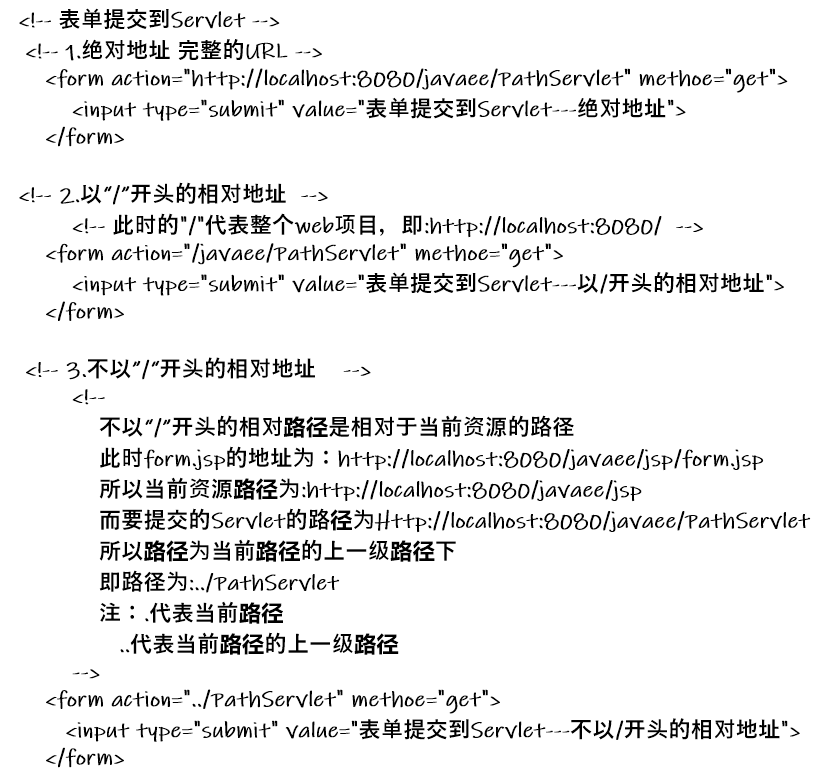 <!-- 表单提交到Servlet -->
<!-- 1.绝对地址 完整的URL -->
<form action="http://localhost:8080/javaee/PathServlet" methoe="get">
<input type="submit" value="表单提交到Servlet---绝对地址">
</form>
<!-- 2.以"/"开头的相对地址 -->
<!-- 此时的"/"代表整个web项目，即:http://localhost:8080/ -->
<form action="/javaee/PathServlet" methoe="get">
<input type="submit" value="表单提交到Servlet---以/开头的相对地址">
</form>
<!-- 3.不以"/"开头的相对地址 -->
<!--
不以"/"开头的相对路径是相对于当前资源的路径
此时form.jsp的地址为：http://localhost:8080/javaee/jsp/form.jsp
所以当前资源路径为:http://localhost:8080/javaee/jsp
而要提交的Servlet的路径为Http://localhost:8080/javaee/PathServlet
所以路径为当前路径的上一级路径下
即路径为:../PathServlet
注：.代表当前路径
..代表当前路径的上一级路径
-->
<form action="../PathServlet" methoe="get">
<input type="submit" value="表单提交到Servlet---不以/开头的相对地址">
</form>